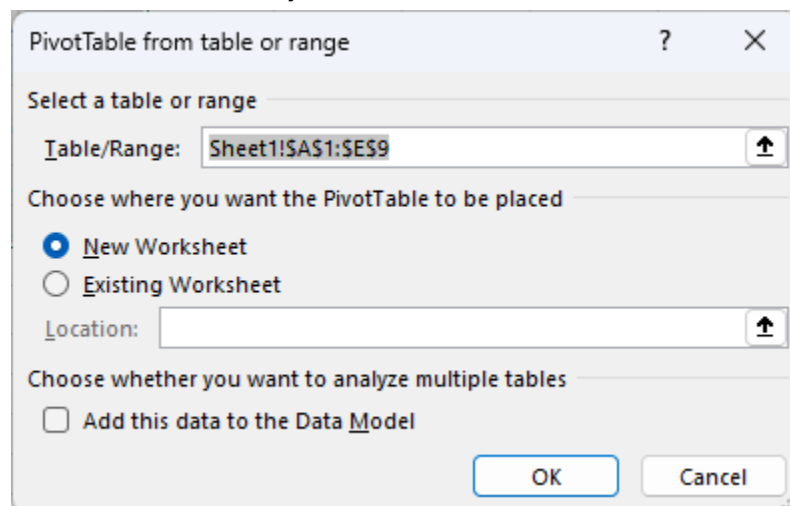 PivotTable from table or range ? ×
Select a table or range
Table/Range: Sheet1!$A$1:$E$9
Choose where you want the PivotTable to be placed
New Worksheet
Existing Worksheet
Location:
Choose whether you want to analyze multiple tables
Add this data to the Data Model
OK Cancel